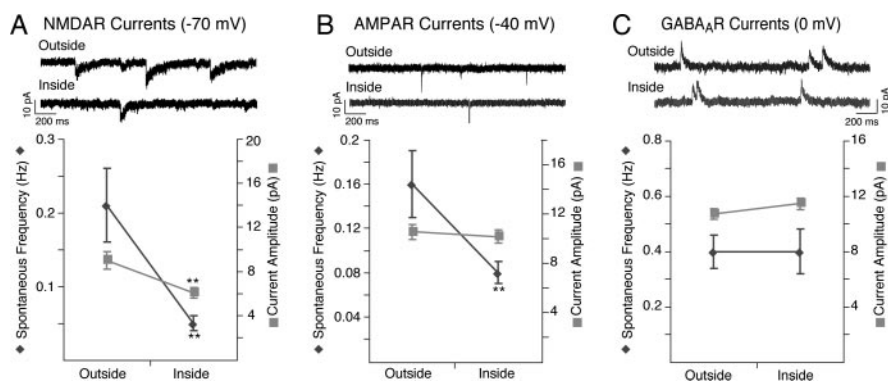 A NMDAR Currents (-70 mV)
Outside
Inside
10 pA
200 ms
Spontaneous Frequency (Hz)
0.3
0.2
0.1
20
16
14
12
8
4
Current Amplitude (pA)
**
**
Outside Inside
B AMPAR Currents (-40 mV)
Outside
Inside
10 pA
200 ms
Spontaneous Frequency (Hz)
0.16
0.12
0.08
0.04
16
12
8
4
Current Amplitude (pA)
**
Outside Inside
C GABAAR Currents (0 mV)
Outside
Inside
10 pA
200 ms
Spontaneous Frequency (Hz)
0.8
0.6
0.4
0.2
16
12
8
4
Current Amplitude (pA)
Outside Inside